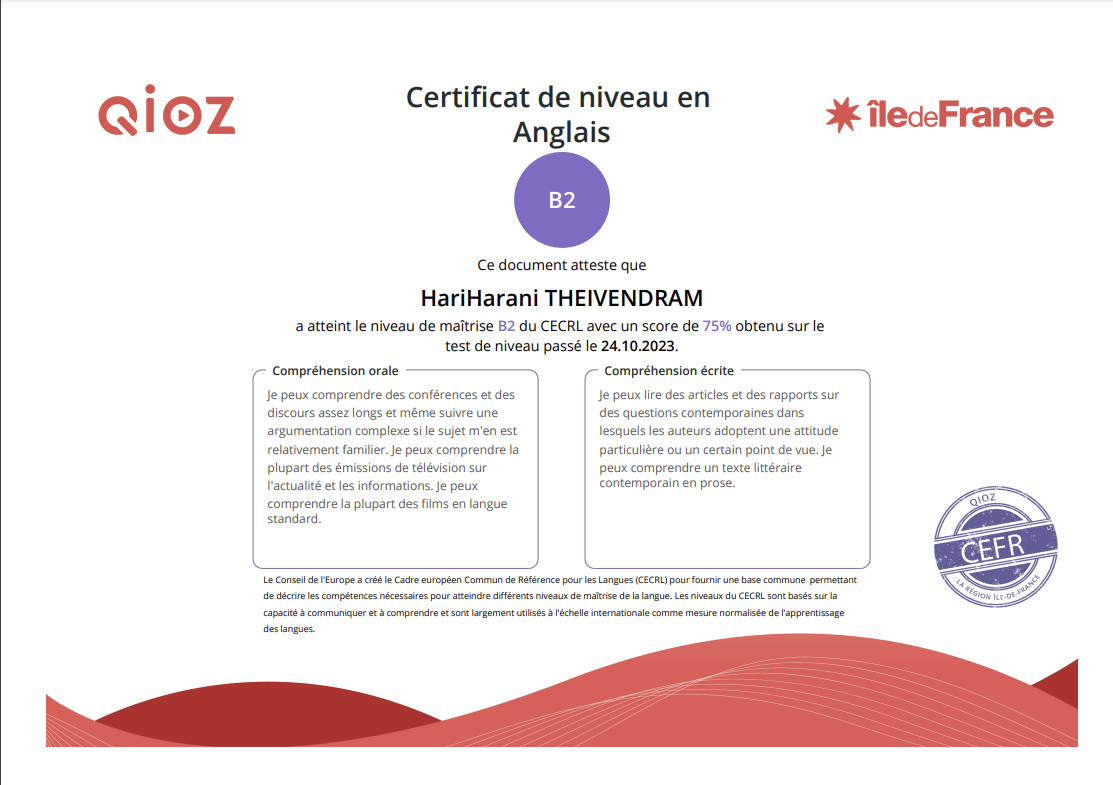 QIOZ
Certificat de niveau en
Anglais
île de France
B2
Ce document atteste que
HariHarani THEIVENDRAM
a atteint le niveau de maîtrise B2 du CECRL avec un score de 75% obtenu sur le
test de niveau passé le 24.10.2023.
Compréhension orale
Je peux comprendre des conférences et des
discours assez longs et même suivre une
argumentation complexe si le sujet m'en est
relativement familier. Je peux comprendre la
plupart des émissions de télévision sur
l'actualité et les informations. Je peux
comprendre la plupart des films en langue
standard.
Compréhension écrite
Je peux lire des articles et des rapports sur
des questions contemporaines dans
lesquels les auteurs adoptent une attitude
particulière ou un certain point de vue. Je
peux comprendre un texte littéraire
contemporain en prose.
QIOZ
CEFR
LA RÉGION ÎLE-DE-FRANCE
Le Conseil de l'Europe a créé le Cadre européen Commun de Référence pour les Langues (CECRL) pour fournir une base commune permettant
de décrire les compétences nécessaires pour atteindre différents niveaux de maîtrise de la langue. Les niveaux du CECRL sont basés sur la
capacité à communiquer et à comprendre et sont largement utilisés à l'échelle internationale comme mesure normalisée de l'apprentissage
des langues.